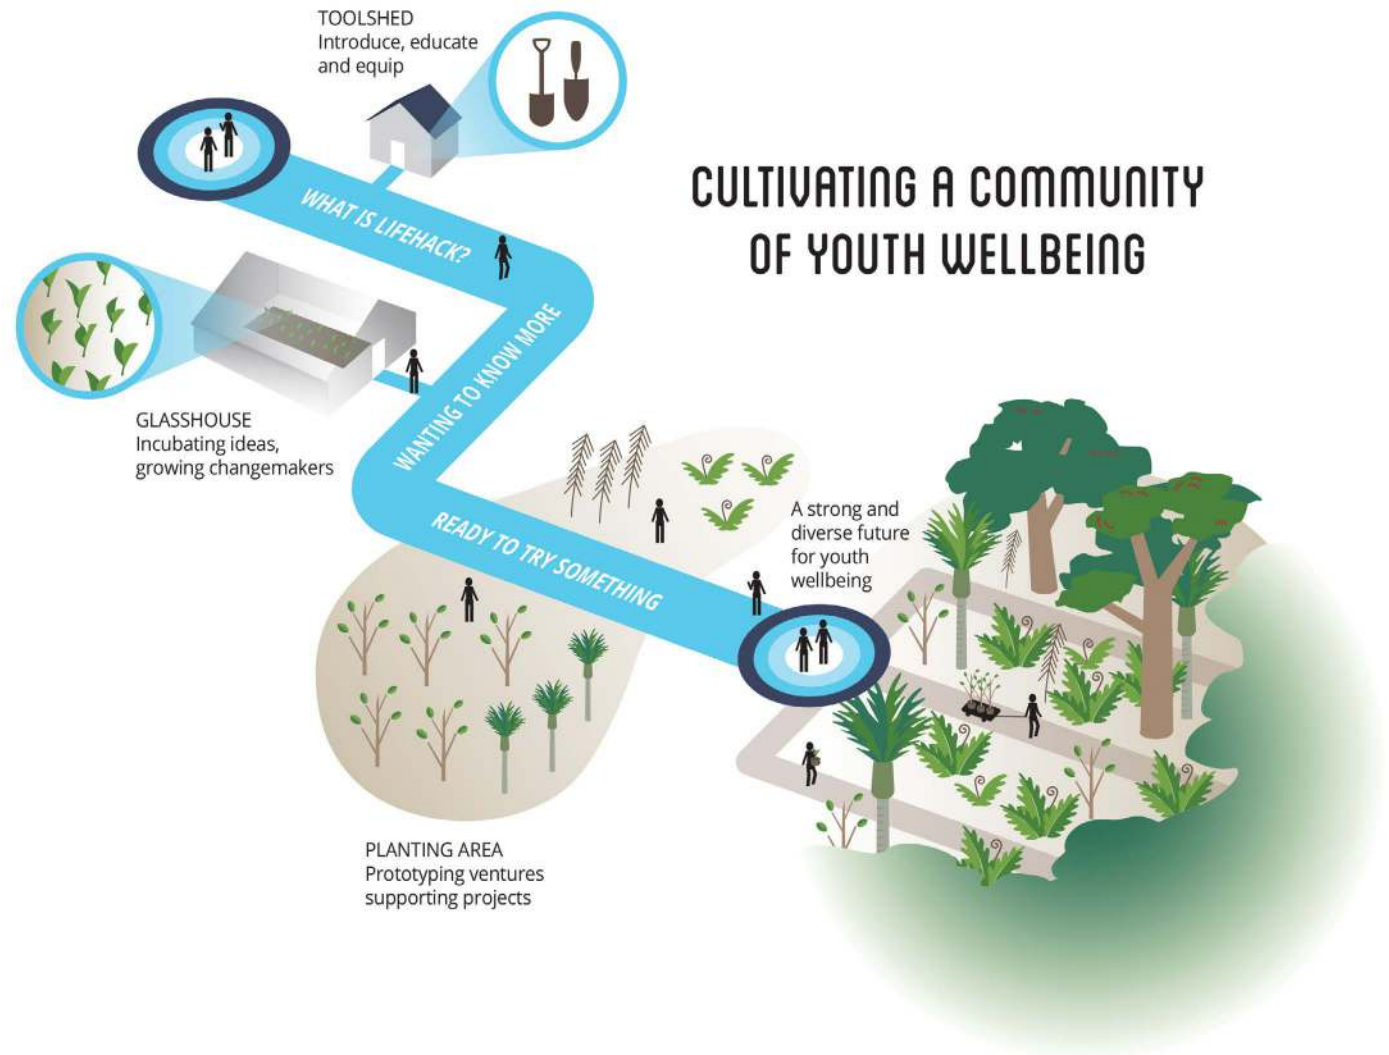 TOOLSHED
Introduce, educate
and equip
CULTIVATING A COMMUNITY
OF YOUTH WELLBEING
WHAT IS LIFEHACK?
WANTING TO KNOW MORE
GLASSHOUSE
Incubating ideas,
growing changemakers
READY TO TRY SOMETHING
A strong and
diverse future
for youth
wellbeing
PLANTING AREA
Prototyping ventures
supporting projects